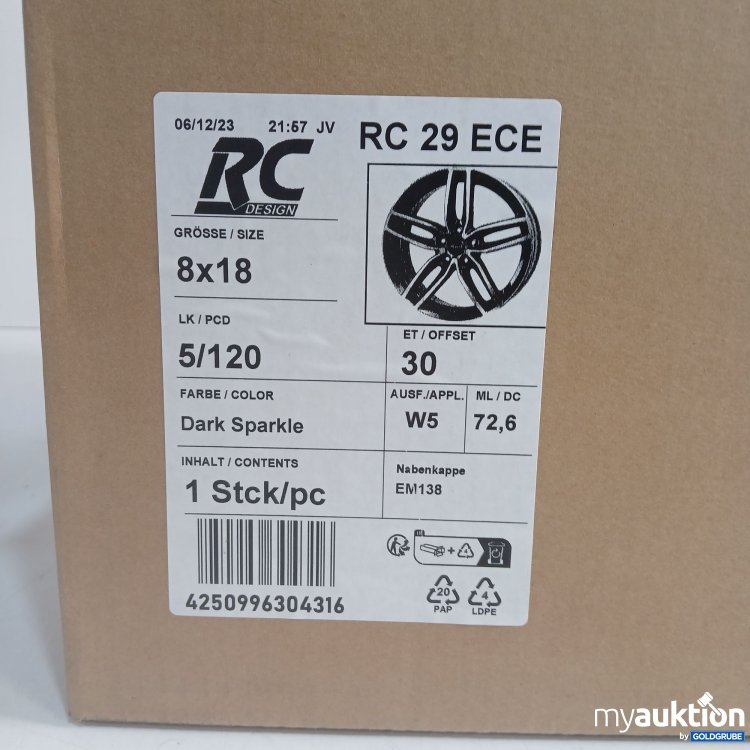 06/12/23 21:57 JV
RC 29 ECE
RC
DESIGN
GRÖSSE / SIZE
8x18
LK / PCD
5/120
ET / OFFSET
30
FARBE / COLOR
Dark Sparkle
AUSF./APPL.
W5
ML / DC
72,6
INHALT / CONTENTS
1 Stck/pc
Nabenkappe
EM138
4250996304316
20
PAP
4
LDPE
myauktion
by GOLDGRUBE